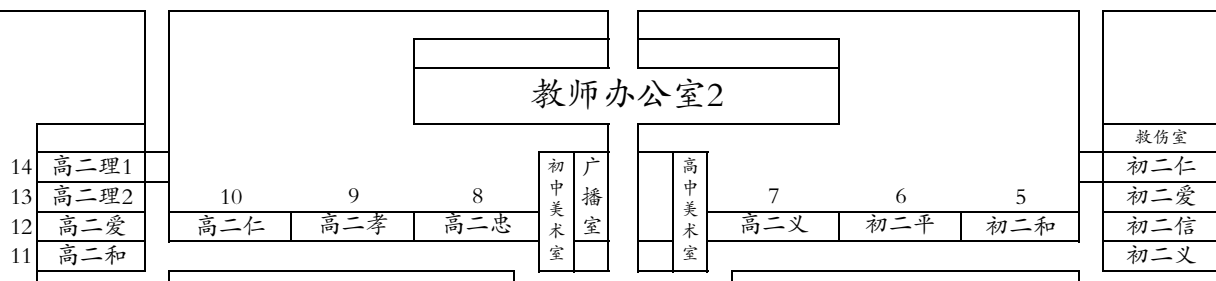 教师办公室2
救伤室
14 高二理1
初中美术室
广播室
高中美术室
初二仁
13 高二理2
10
9
8
7
6
5
初二爱
12 高二爱
高二仁
高二孝
高二忠
高二义
初二平
初二和
初二信
11 高二和
初二义